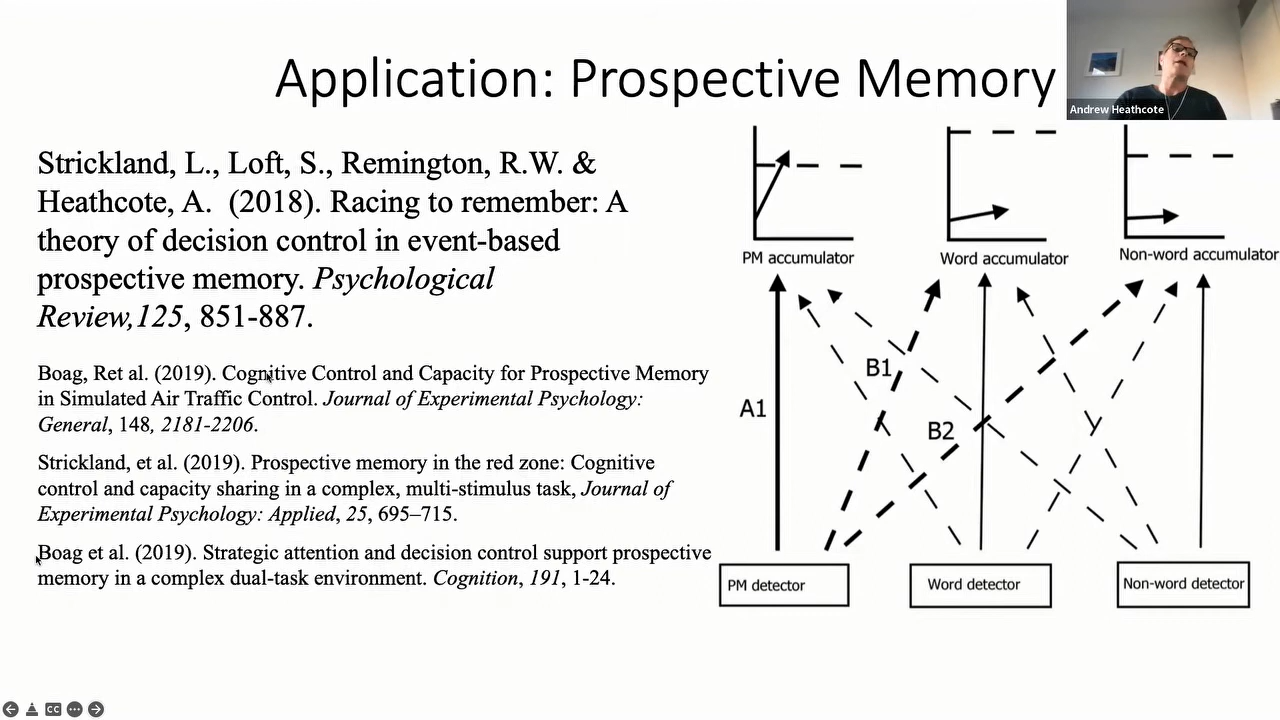 Application: Prospective Memory
Andrew Heathcote
Strickland, L., Loft, S., Remington, R.W. &
Heathcote, A. (2018). Racing to remember: A
theory of decision control in event-based
prospective memory. Psychological
Review,125, 851-887.
Boag, Ret al. (2019). Cognitive Control and Capacity for Prospective Memory
in Simulated Air Traffic Control. Journal of Experimental Psychology:
General, 148, 2181-2206.
Strickland, et al. (2019). Prospective memory in the red zone: Cognitive
control and capacity sharing in a complex, multi-stimulus task, Journal of
Experimental Psychology: Applied, 25, 695–715.
Boag et al. (2019). Strategic attention and decision control support prospective
memory in a complex dual-task environment. Cognition, 191, 1-24.
PM accumulator
Word accumulator
Non-word accumulator
B1
A1
B2
PM detector
Word detector
Non-word detector
CC